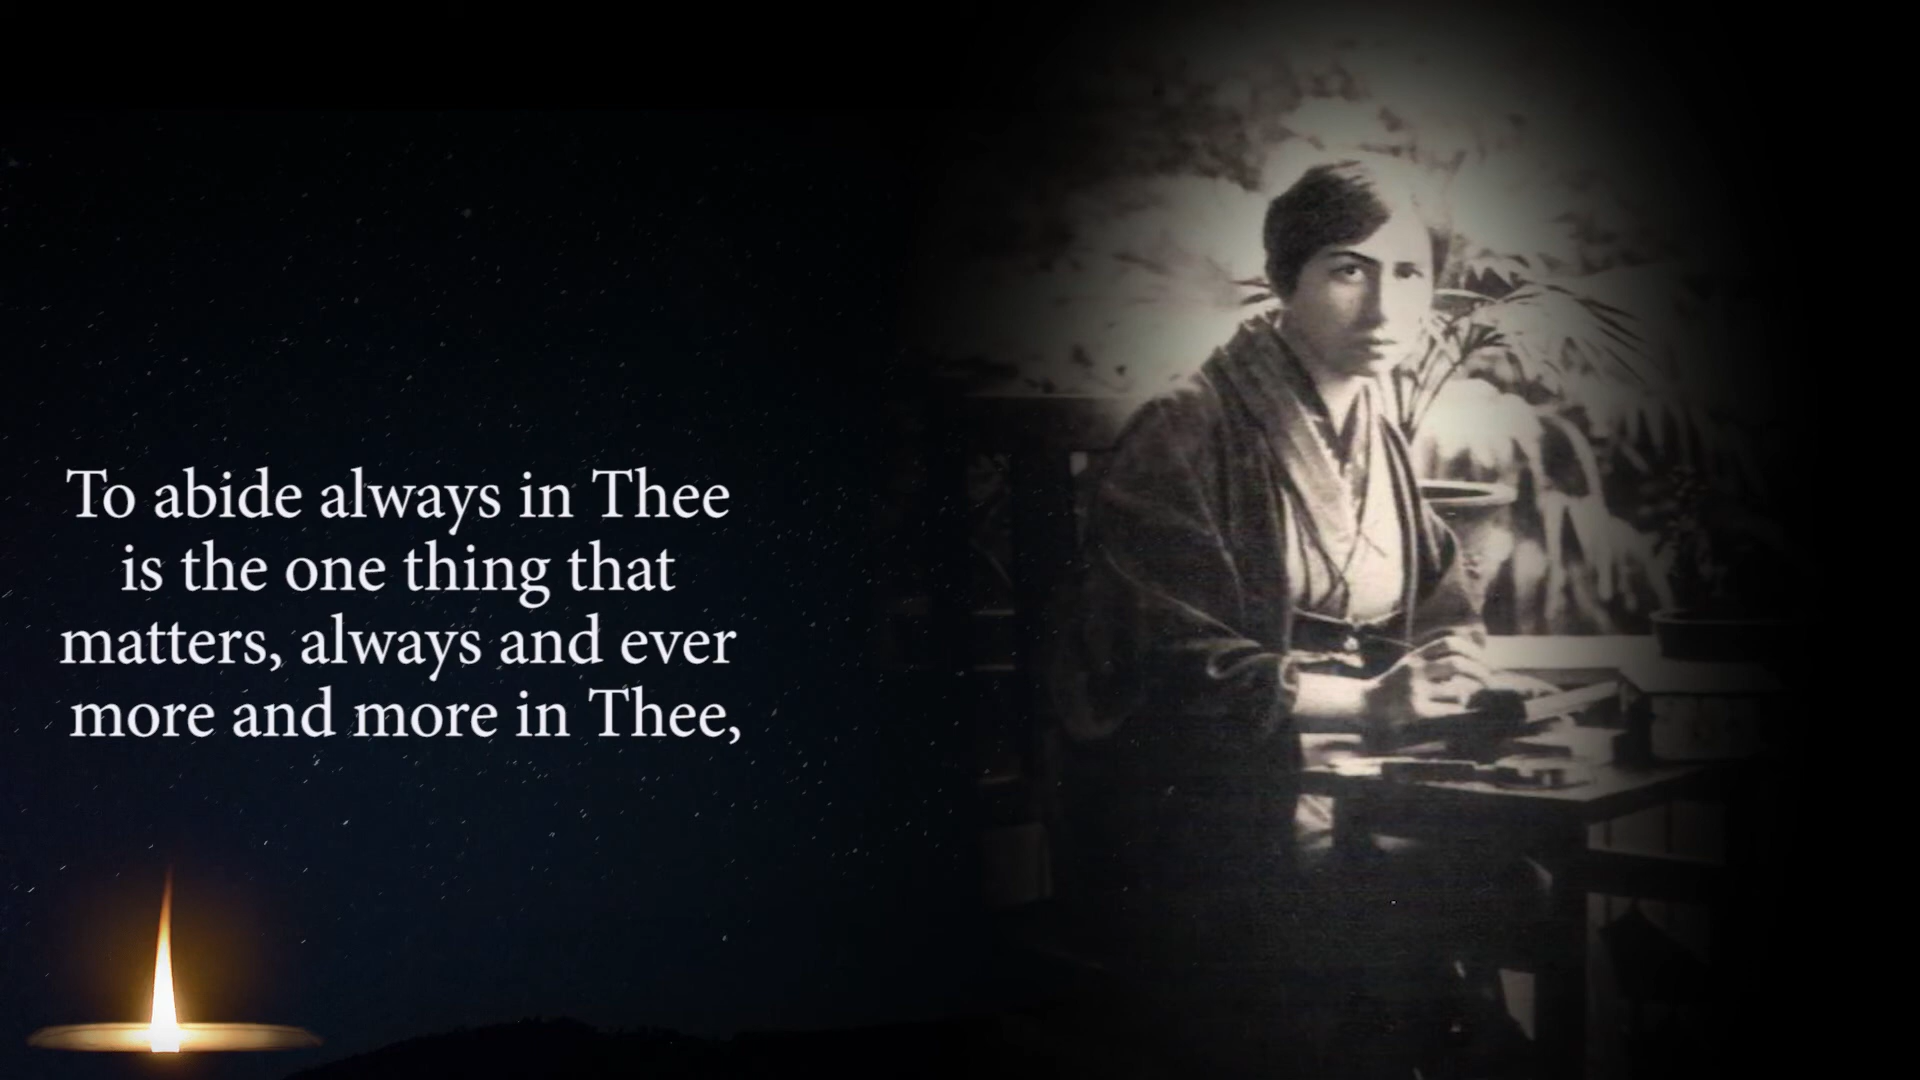 To abide always in Thee
is the one thing that
matters, always and ever
more and more in Thee,